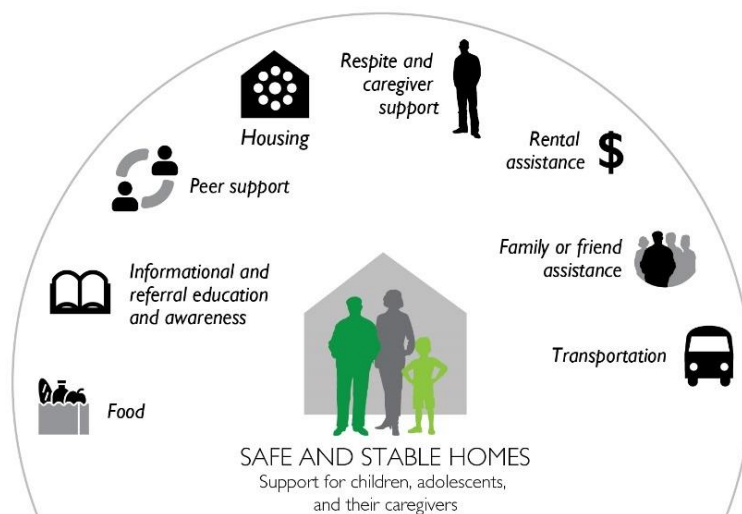 Respite and
caregiver
support
Housing
Rental
assistance
$
Peer support
Family or friend
assistance
Informational and
referral education
and awareness
Transportation
Food
SAFE AND STABLE HOMES
Support for children, adolescents,
and their caregivers